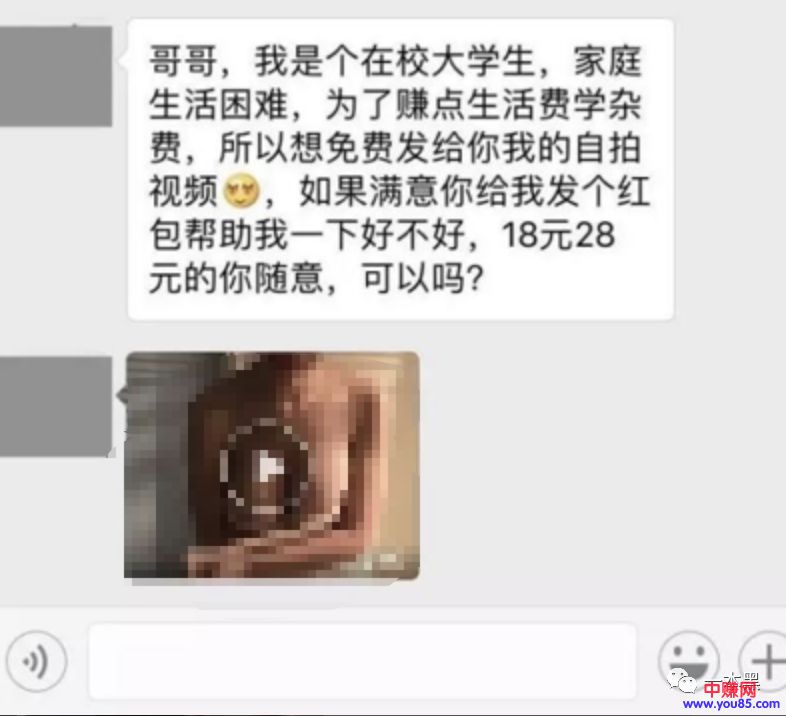 哥哥，我是个在校大学生，家庭
生活困难，为了赚点生活费学杂
费，所以想免费发给你我的自拍
视频😌，如果满意你给我发个红
包帮助我一下好不好，18元28
元的你随意，可以吗？
中赚网
www.you85.com